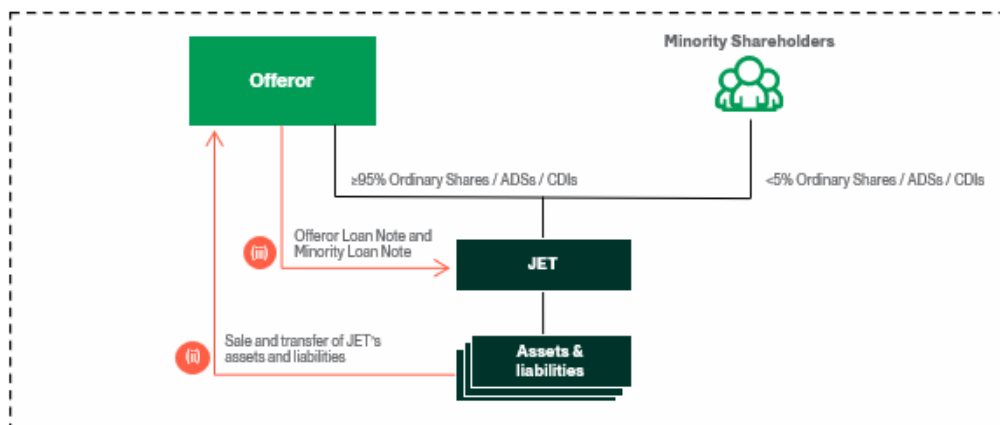 Minority Shareholders
Offeror
≥95% Ordinary Shares / ADSs / CDIs
<5% Ordinary Shares / ADSs / CDIs
(iii)
Offeror Loan Note and
Minority Loan Note
JET
(ii)
Sale and transfer of JET's
assets and liabilities
Assets &
liabilities